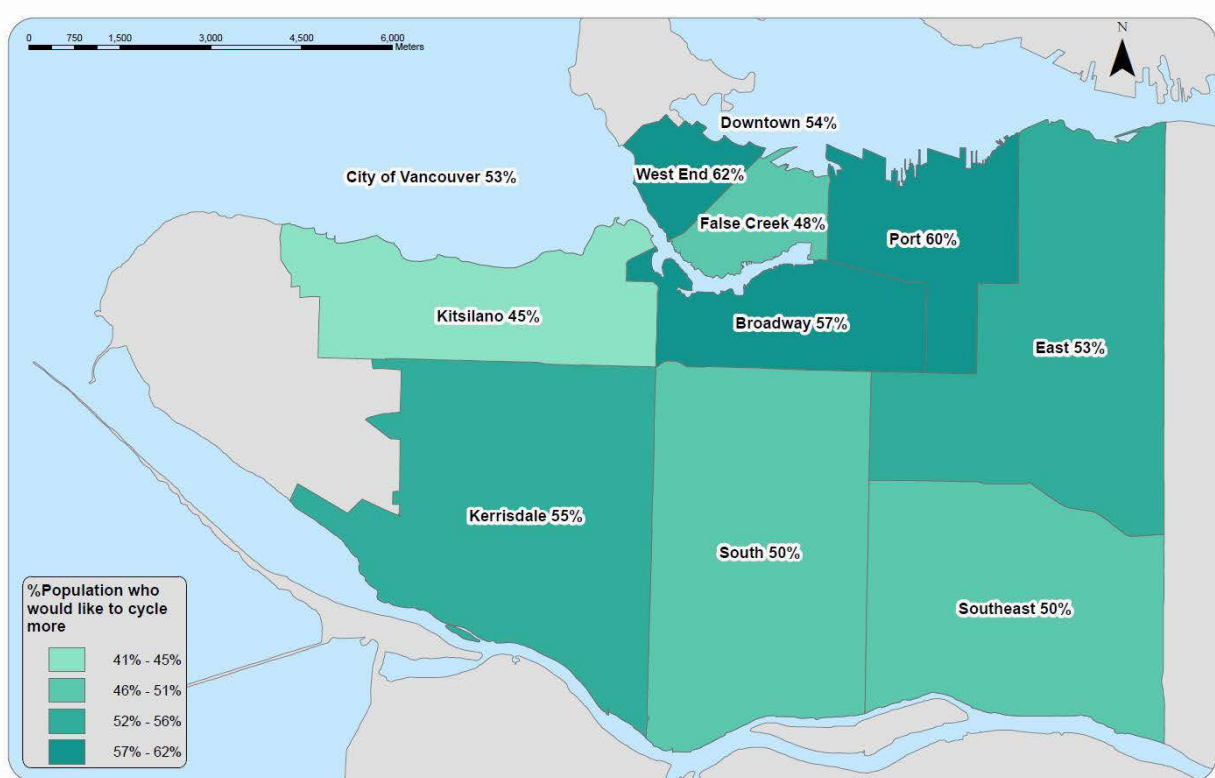 0 750 1,500 3,000 4,500 6,000
Meters
N
Downtown 54%
City of Vancouver 53%
West End 62%
False Creek 48%
Port 60%
Kitsilano 45%
Broadway 57%
East 53%
Kerrisdale 55%
South 50%
Southeast 50%
%Population who
would like to cycle
more
41% - 45%
46% - 51%
52% - 56%
57% - 62%